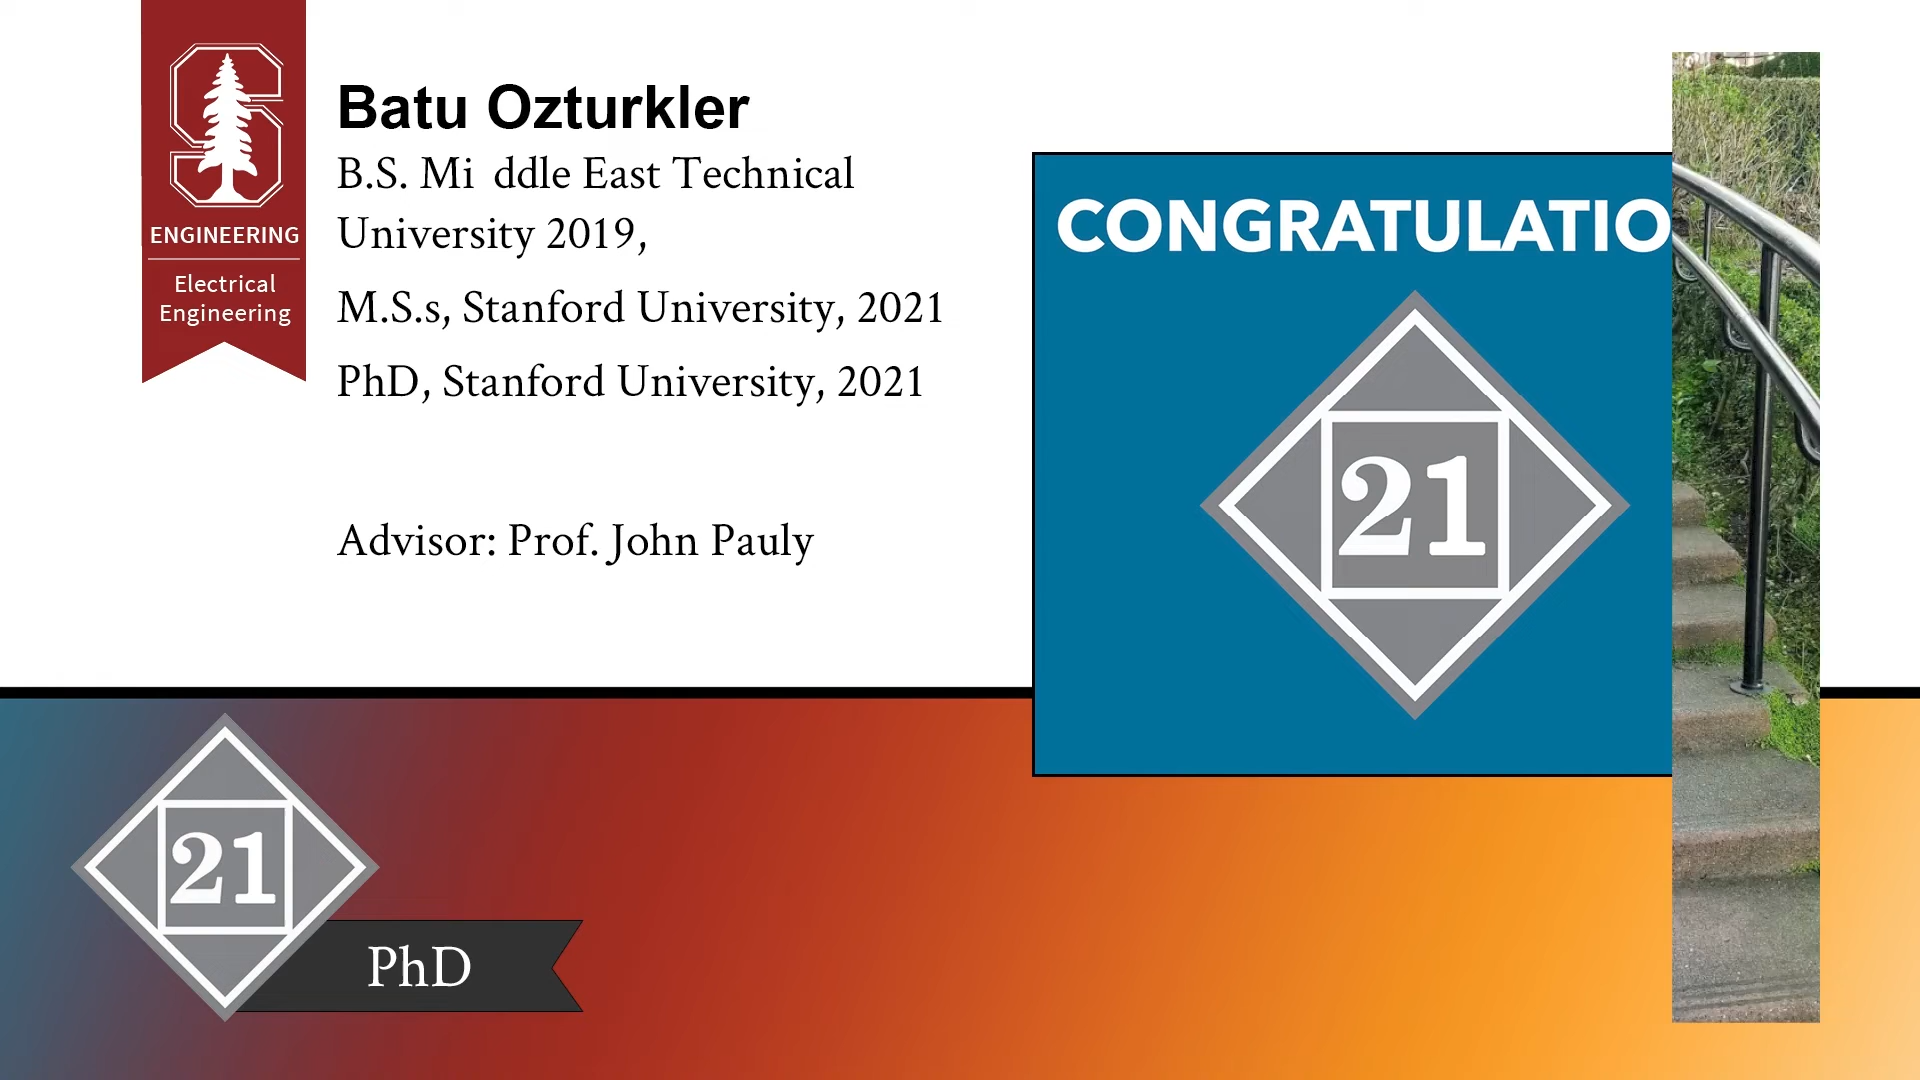 ENGINEERING
Electrical
Engineering
Batu Ozturkler
B.S. Mi ddle East Technical
University 2019,
M.S.s, Stanford University, 2021
PhD, Stanford University, 2021
Advisor: Prof. John Pauly
CONGRATULATIO
21
21
PhD